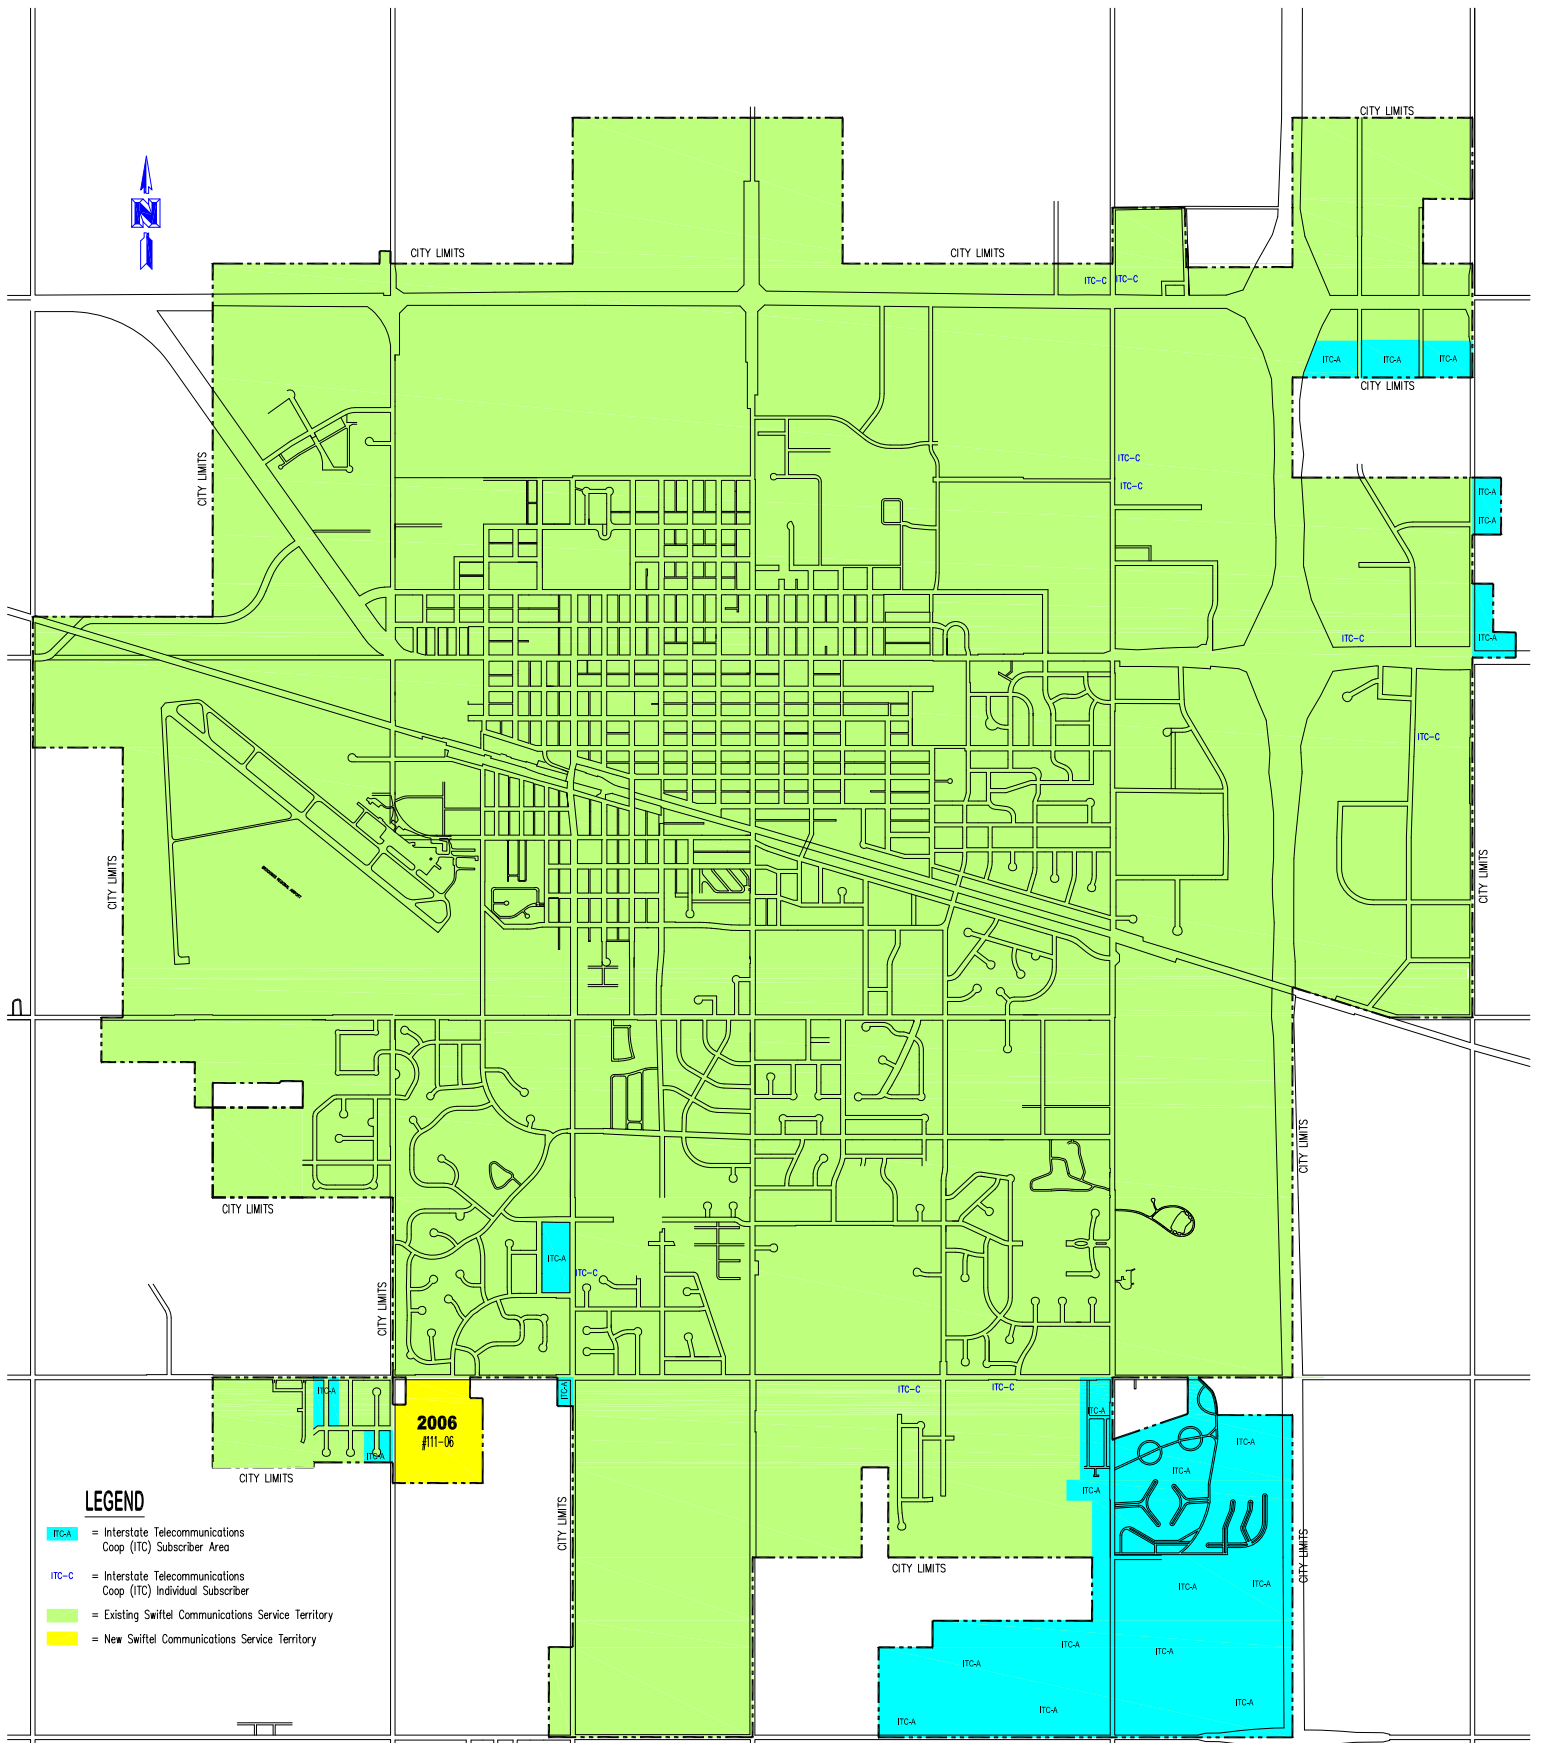 CITY LIMITS
N
CITY LIMITS
CITY LIMITS
ITC-C
ITC-C
ITC-A
ITC-A
ITC-A
CITY LIMITS
CITY LIMITS
ITC-C
ITC-C
ITC-A
ITC-A
ITC-C
ITC-A
ITC-C
CITY LIMITS
CITY LIMITS
CITY LIMITS
CITY LIMITS
ITC-A
ITC-C
CITY LIMITS
ITC-A
ITC-A
ITC-C
ITC-C
ITC-A
2006
#111-06
ITC-A
ITC-A
CITY LIMITS
ITC-A
ITC-A
CITY LIMITS
CITY LIMITS
CITY LIMITS
ITC-A
ITC-A
ITC-A
ITC-A
ITC-A
ITC-A
ITC-A
ITC-A
LEGEND
ITC-A = Interstate Telecommunications
Coop (ITC) Subscriber Area
ITC-C = Interstate Telecommunications
Coop (ITC) Individual Subscriber
= Existing Swiftel Communications Service Territory
= New Swiftel Communications Service Territory